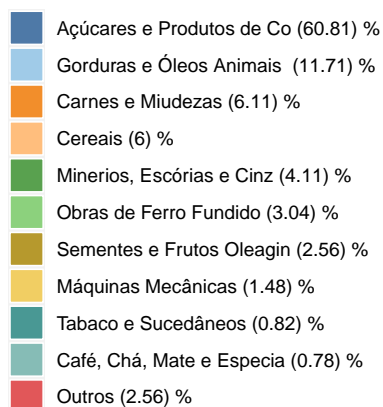 Açúcares e Produtos de Co (60.81) %
Gorduras e Óleos Animais  (11.71) %
Carnes e Miudezas (6.11) %
Cereais (6) %
Minerios, Escórias e Cinz (4.11) %
Obras de Ferro Fundido (3.04) %
Sementes e Frutos Oleagin (2.56) %
Máquinas Mecânicas (1.48) %
Tabaco e Sucedâneos (0.82) %
Café, Chá, Mate e Especia (0.78) %
Outros (2.56) %